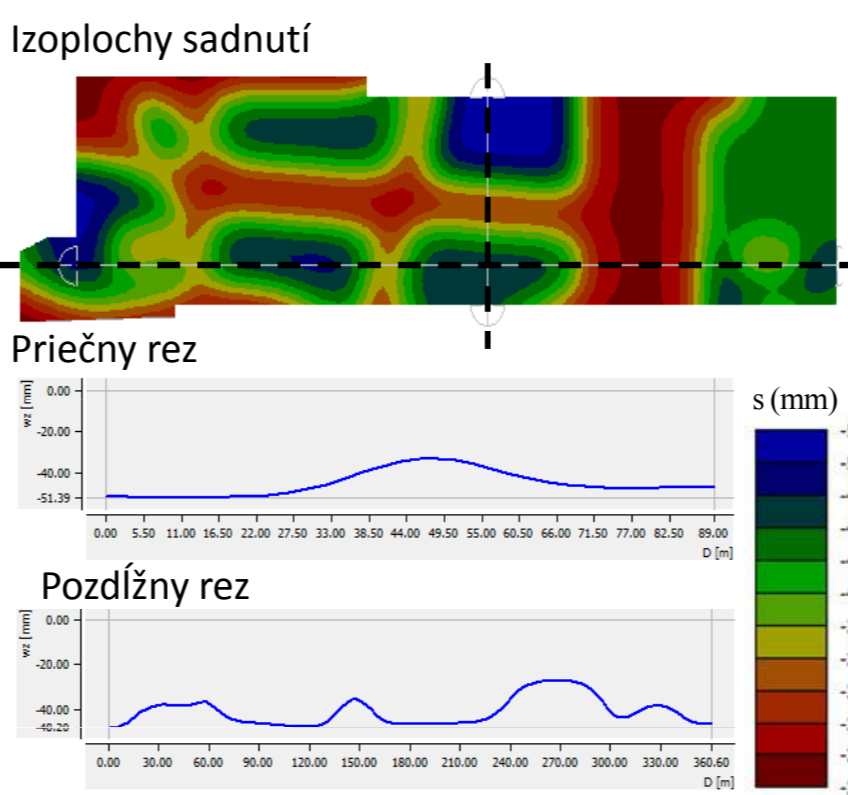 Izoplochy sadnutí
Priečny rez
wz [mm]
0.00
-20.00
-40.00
-51.39
0.00 5.50 11.00 16.50 22.00 27.50 33.00 38.50 44.00 49.50 55.00 60.50 66.00 71.50 77.00 82.50 89.00
D [m]
s (mm)
Pozdĺžny rez
wz [mm]
0.00
-20.00
-40.00
0.00 30.00 60.00 90.00 120.00 150.00 180.00 210.00 240.00 270.00 300.00 330.00 360.60
D [m]